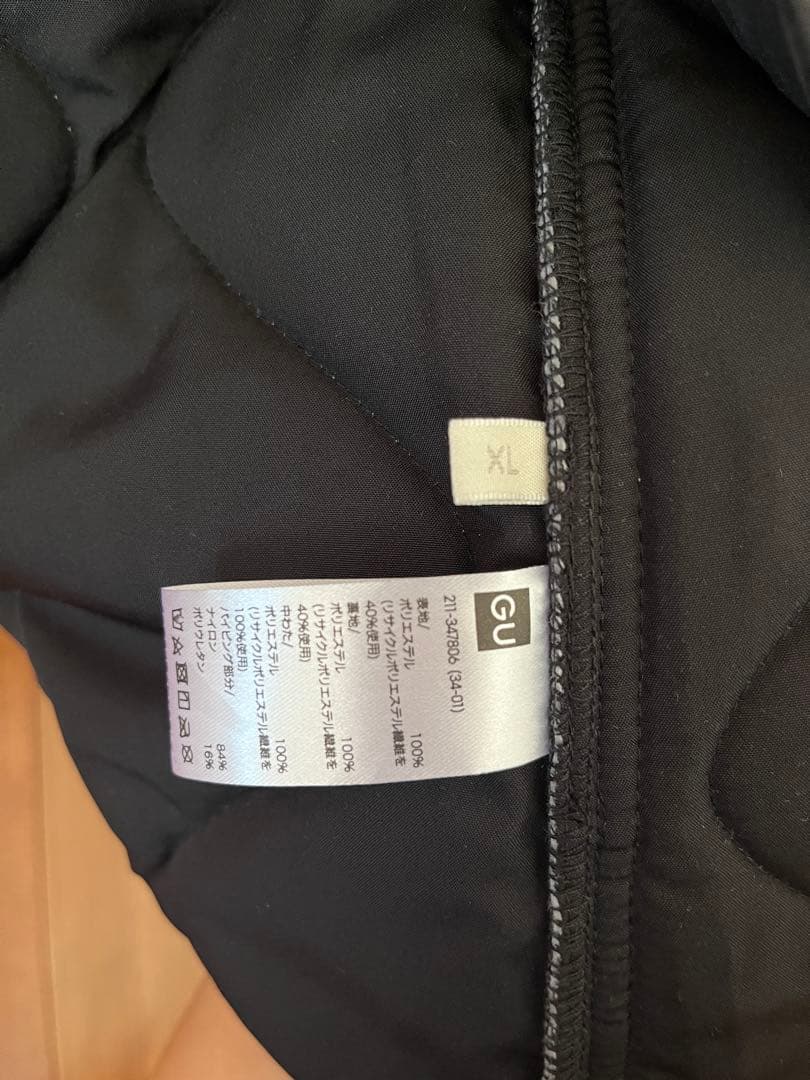 XL
GU
211-347806 (34-01)
表地/
ポリエステル 100%
(リサイクルポリエステル繊維を
40%使用)
裏地/
ポリエステル 100%
(リサイクルポリエステル繊維を
40%使用)
中わた/
ポリエステル 100%
(リサイクルポリエステル繊維を
100%使用)
パイピング部分/
ナイロン 84%
ポリウレタン 16%